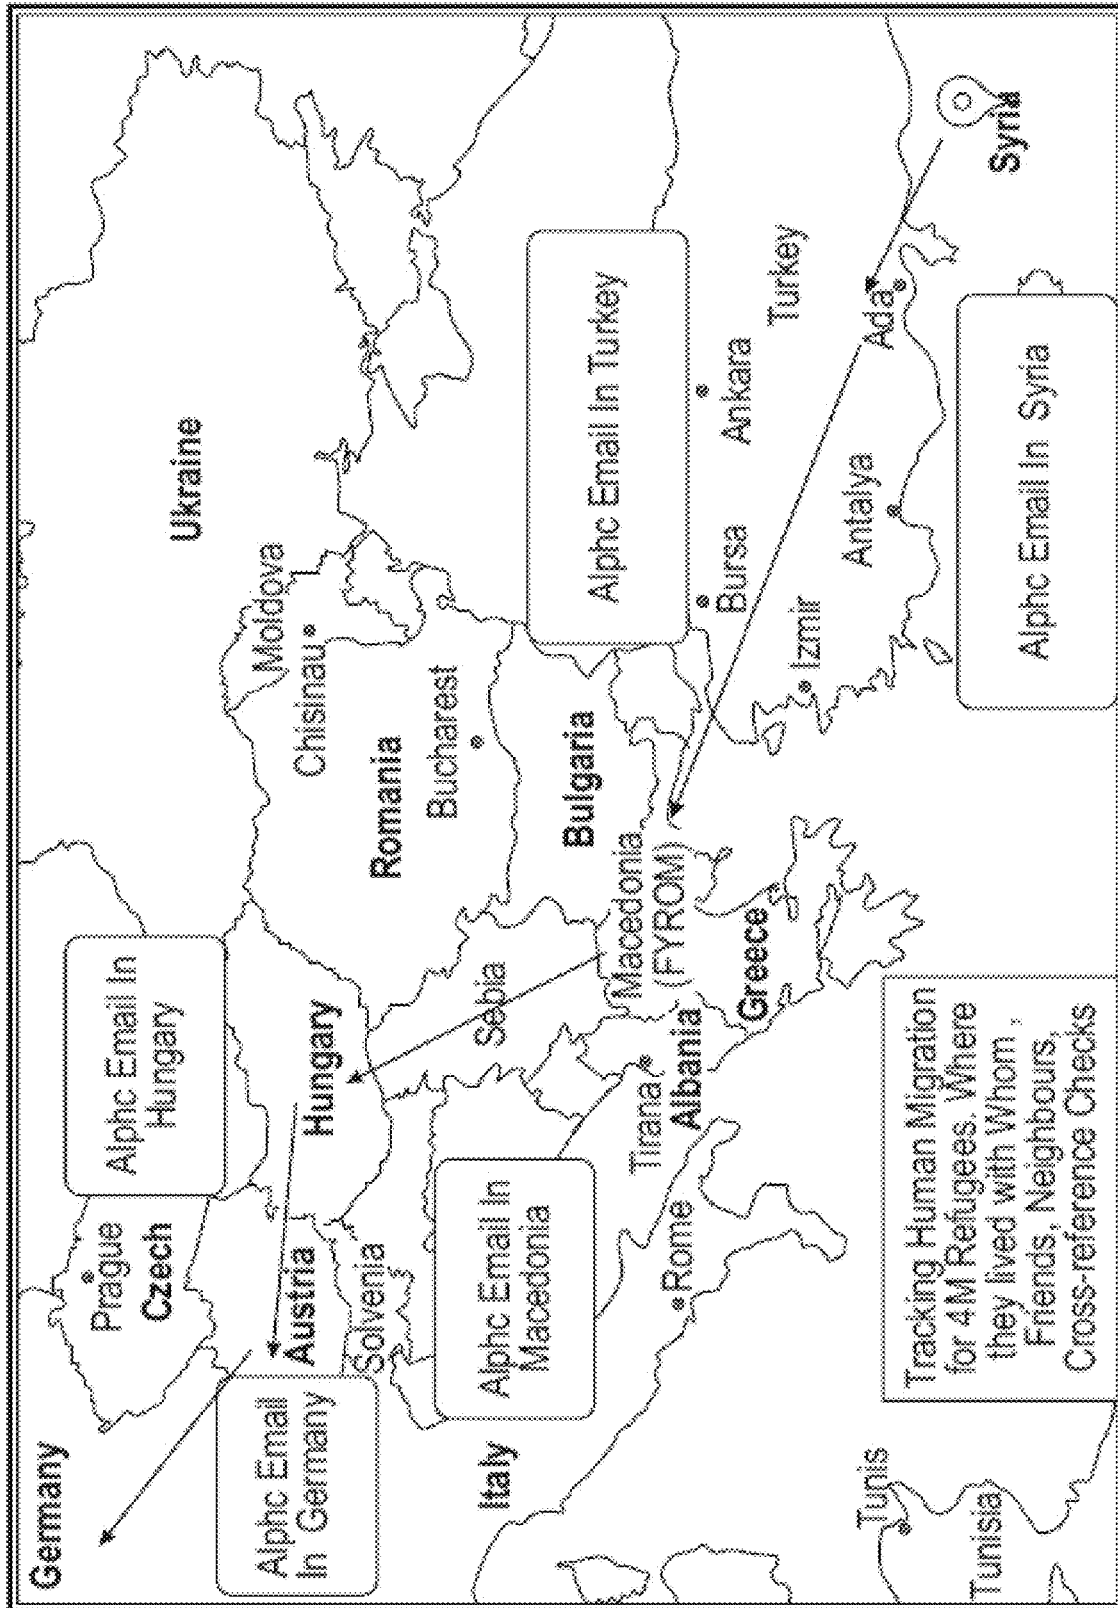 Germany
Prague
Czech
Alphc Email In
Hungary
Ukraine
Moldova
Chisinau
Alphc Email
In Germany
Austria
Solvenia
Hungary
Romania
Bucharest
Italy
Alphc Email In
Macedonia
Sebia
Bulgaria
Alphc Email In Turkey
Rome
Tirana
Albania
Macedonia
(FYROM)
Greece
Bursa
Ankara
Turkey
Izmir
Antalya
Ada
Syria
Tunis
Tunisia
Tracking Human Migration
for 4M Refugees. Where
they lived with Whom ,
Friends, Neighbours,
Cross-reference Checks
Alphc Email In Syria